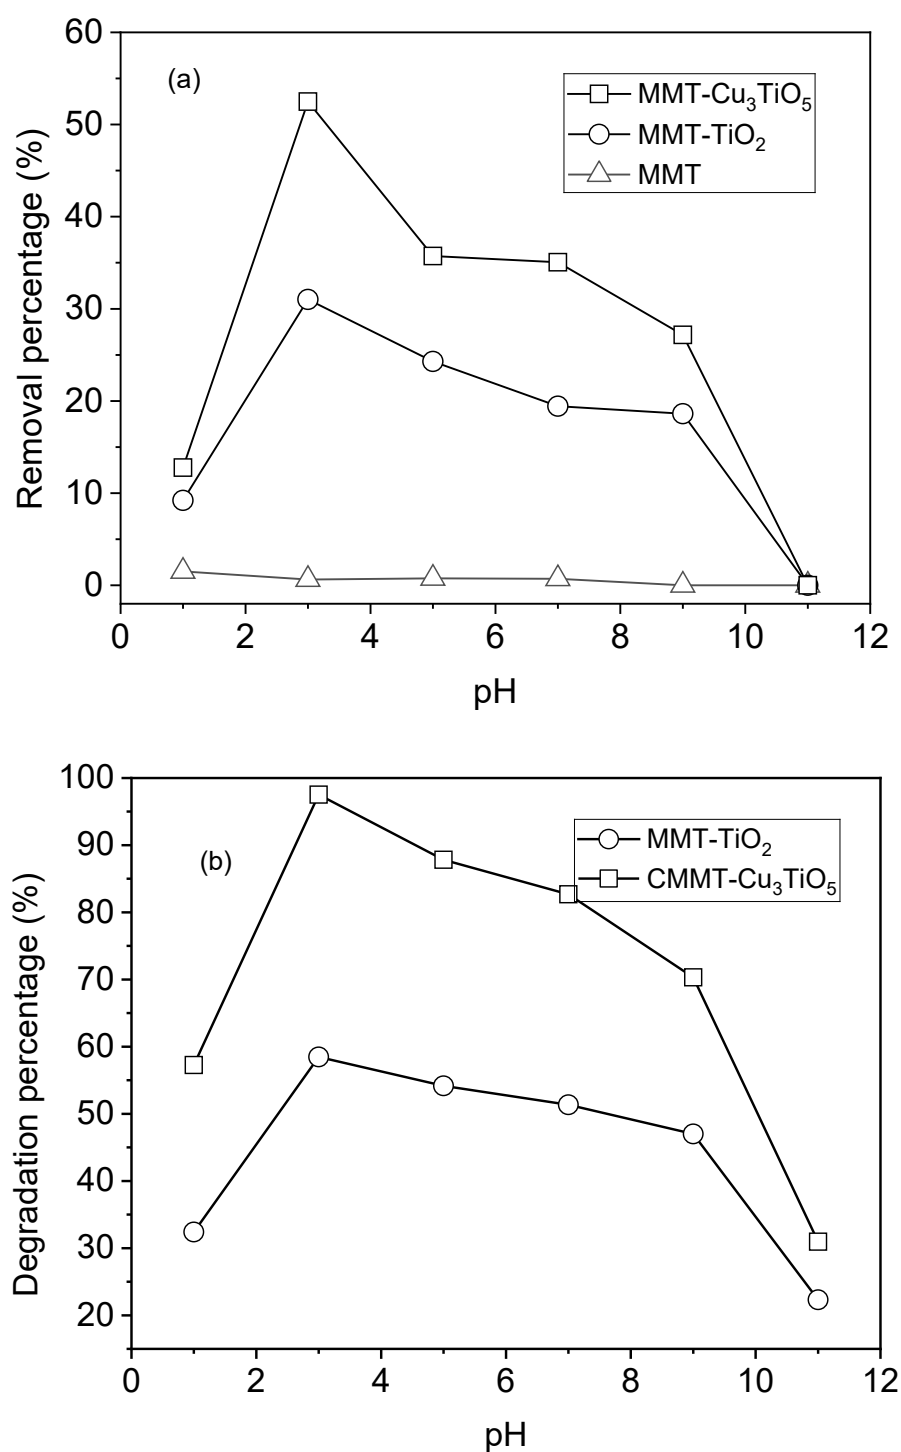 (a)
MMT-Cu₃TiO₅
MMT-TiO₂
MMT
Removal percentage (%)
60
50
40
30
20
10
0
0 2 4 6 8 10 12
pH
(b)
MMT-TiO₂
CMMT-Cu₃TiO₅
Degradation percentage (%)
100
90
80
70
60
50
40
30
20
0 2 4 6 8 10 12
pH